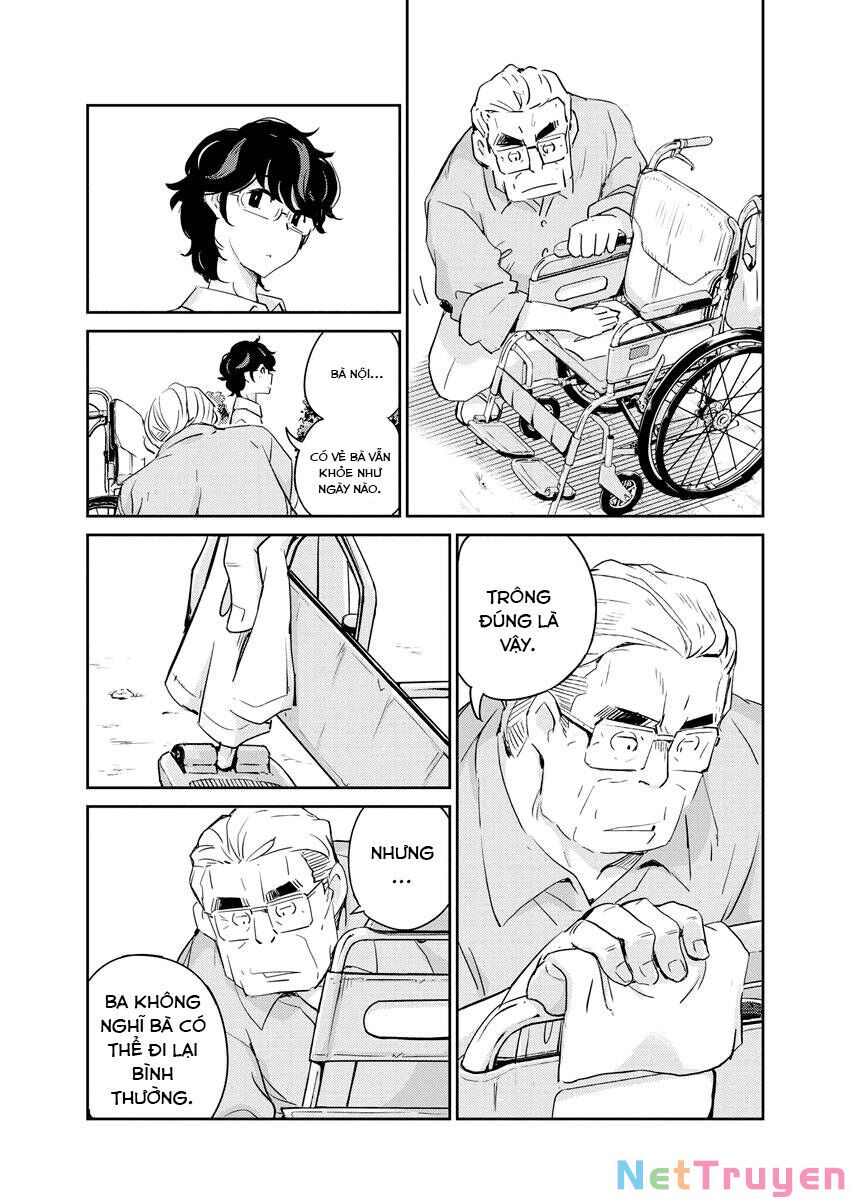 BÀ NỘI...
CÓ VẺ BÀ VẪN
KHỎE NHƯ
NGÀY NÀO.
TRÔNG
ĐÚNG LÀ
VẬY.
NHƯNG
...
BA KHÔNG
NGHĨ BÀ CÓ
THỂ ĐI LẠI
BÌNH
THƯỜNG.
NetTruyen